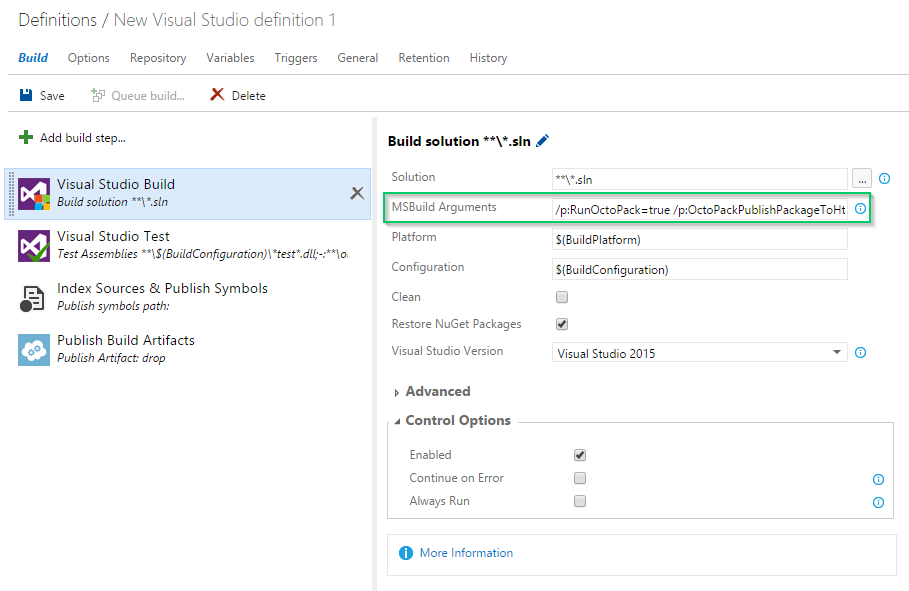 Definitions / New Visual Studio definition 1
Build Options Repository Variables Triggers General Retention History
Save Queue build... Delete
Add build step...
Visual Studio Build
Build solution **\*.sln
Visual Studio Test
Test Assemblies **\$(BuildConfiguration)\*test*.dll;-:**\o
Index Sources & Publish Symbols
Publish symbols path:
Publish Build Artifacts
Publish Artifact: drop
Build solution **\*.sln
Solution **\*.sln ...
MSBuild Arguments /p:RunOctoPack=true /p:OctoPackPublishPackageToHt
Platform $(BuildPlatform)
Configuration $(BuildConfiguration)
Clean
Restore NuGet Packages
Visual Studio Version Visual Studio 2015
Advanced
Control Options
Enabled
Continue on Error
Always Run
More Information